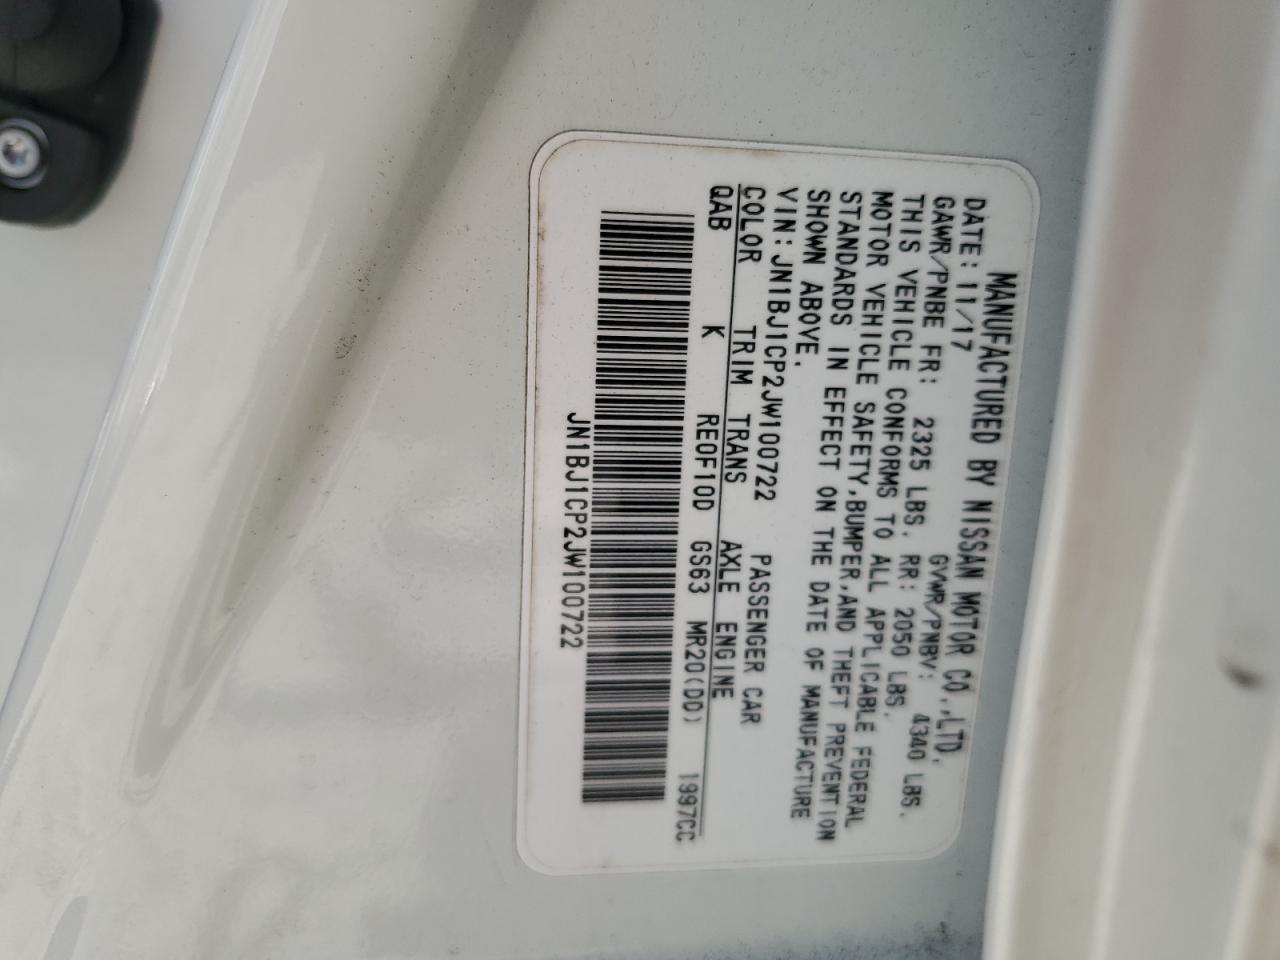 MANUFACTURED BY NISSAN MOTOR CO.,LTD.
DATE: 11/17 GVWR/PNBV: 4340 LBS.
GAWR/PNBE FR: 2325 LBS. RR: 2050 LBS.
THIS VEHICLE CONFORMS TO ALL APPLICABLE FEDERAL
MOTOR VEHICLE SAFETY,BUMPER,AND THEFT PREVENTION
STANDARDS IN EFFECT ON THE DATE OF MANUFACTURE
SHOWN ABOVE.
VIN: JN1BJ1CP2JW100722 PASSENGER CAR
COLOR TRIM TRANS AXLE ENGINE
QAB K RE0F10D GS63 MR20(DD) 1997CC
JN1BJ1CP2JW100722